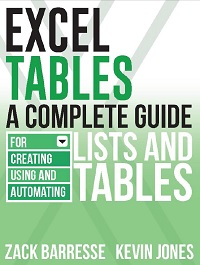 EXCEL
TABLES
A COMPLETE GUIDE
FOR
CREATING
USING AND
AUTOMATING
LISTS AND
TABLES
ZACK BARRESSE KEVIN JONES